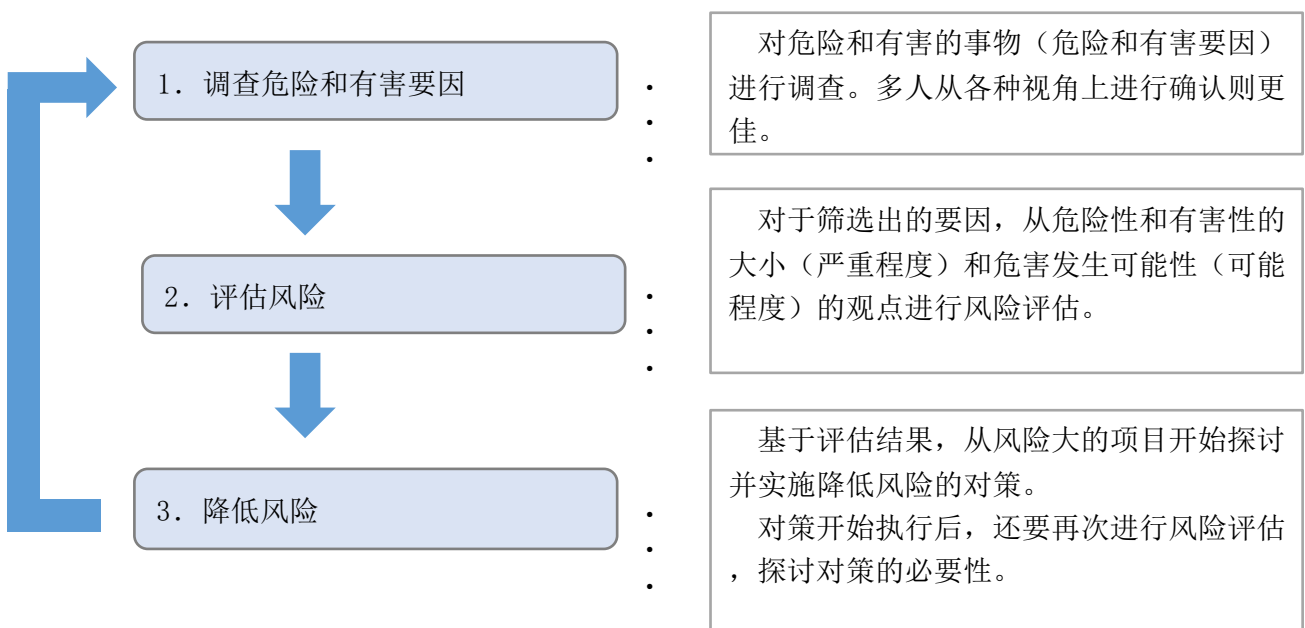 1．调查危险和有害要因
对危险和有害的事物（危险和有害要因）
进行调查。多人从各种视角上进行确认则更
佳。
2．评估风险
对于筛选出的要因，从危险性和有害性的
大小（严重程度）和危害发生可能性（可能
程度）的观点进行风险评估。
3．降低风险
基于评估结果，从风险大的项目开始探讨
并实施降低风险的对策。
对策开始执行后，还要再次进行风险评估
，探讨对策的必要性。